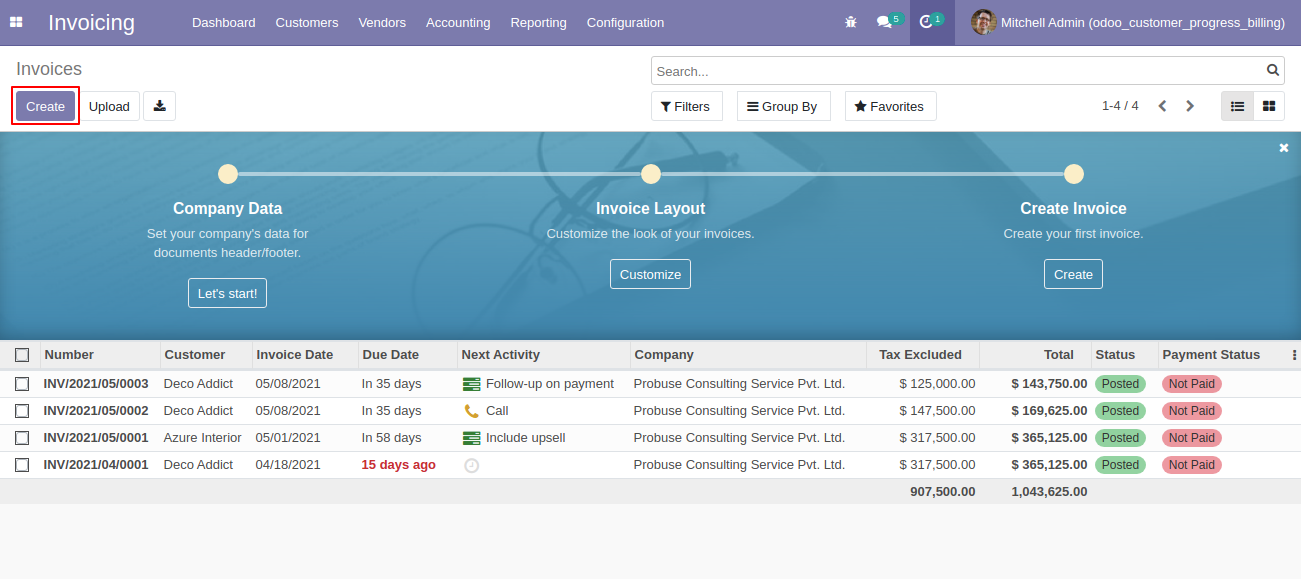 Invoicing Dashboard Customers Vendors Accounting Reporting Configuration 5 1 Mitchell Admin (odoo_customer_progress_billing)
Invoices
Search...
Create Upload
Filters Group By Favorites 1-4 / 4
Company Data
Set your company's data for
documents header/footer.
Let's start!
Invoice Layout
Customize the look of your invoices.
Customize
Create Invoice
Create your first invoice.
Create
Number Customer Invoice Date Due Date Next Activity Company Tax Excluded Total Status Payment Status
INV/2021/05/0003 Deco Addict 05/08/2021 In 35 days Follow-up on payment Probuse Consulting Service Pvt. Ltd. $ 125,000.00 $ 143,750.00 Posted Not Paid
INV/2021/05/0002 Deco Addict 05/08/2021 In 35 days Call Probuse Consulting Service Pvt. Ltd. $ 147,500.00 $ 169,625.00 Posted Not Paid
INV/2021/05/0001 Azure Interior 05/01/2021 In 58 days Include upsell Probuse Consulting Service Pvt. Ltd. $ 317,500.00 $ 365,125.00 Posted Not Paid
INV/2021/04/0001 Deco Addict 04/18/2021 15 days ago Probuse Consulting Service Pvt. Ltd. $ 317,500.00 $ 365,125.00 Posted Not Paid
907,500.00 1,043,625.00